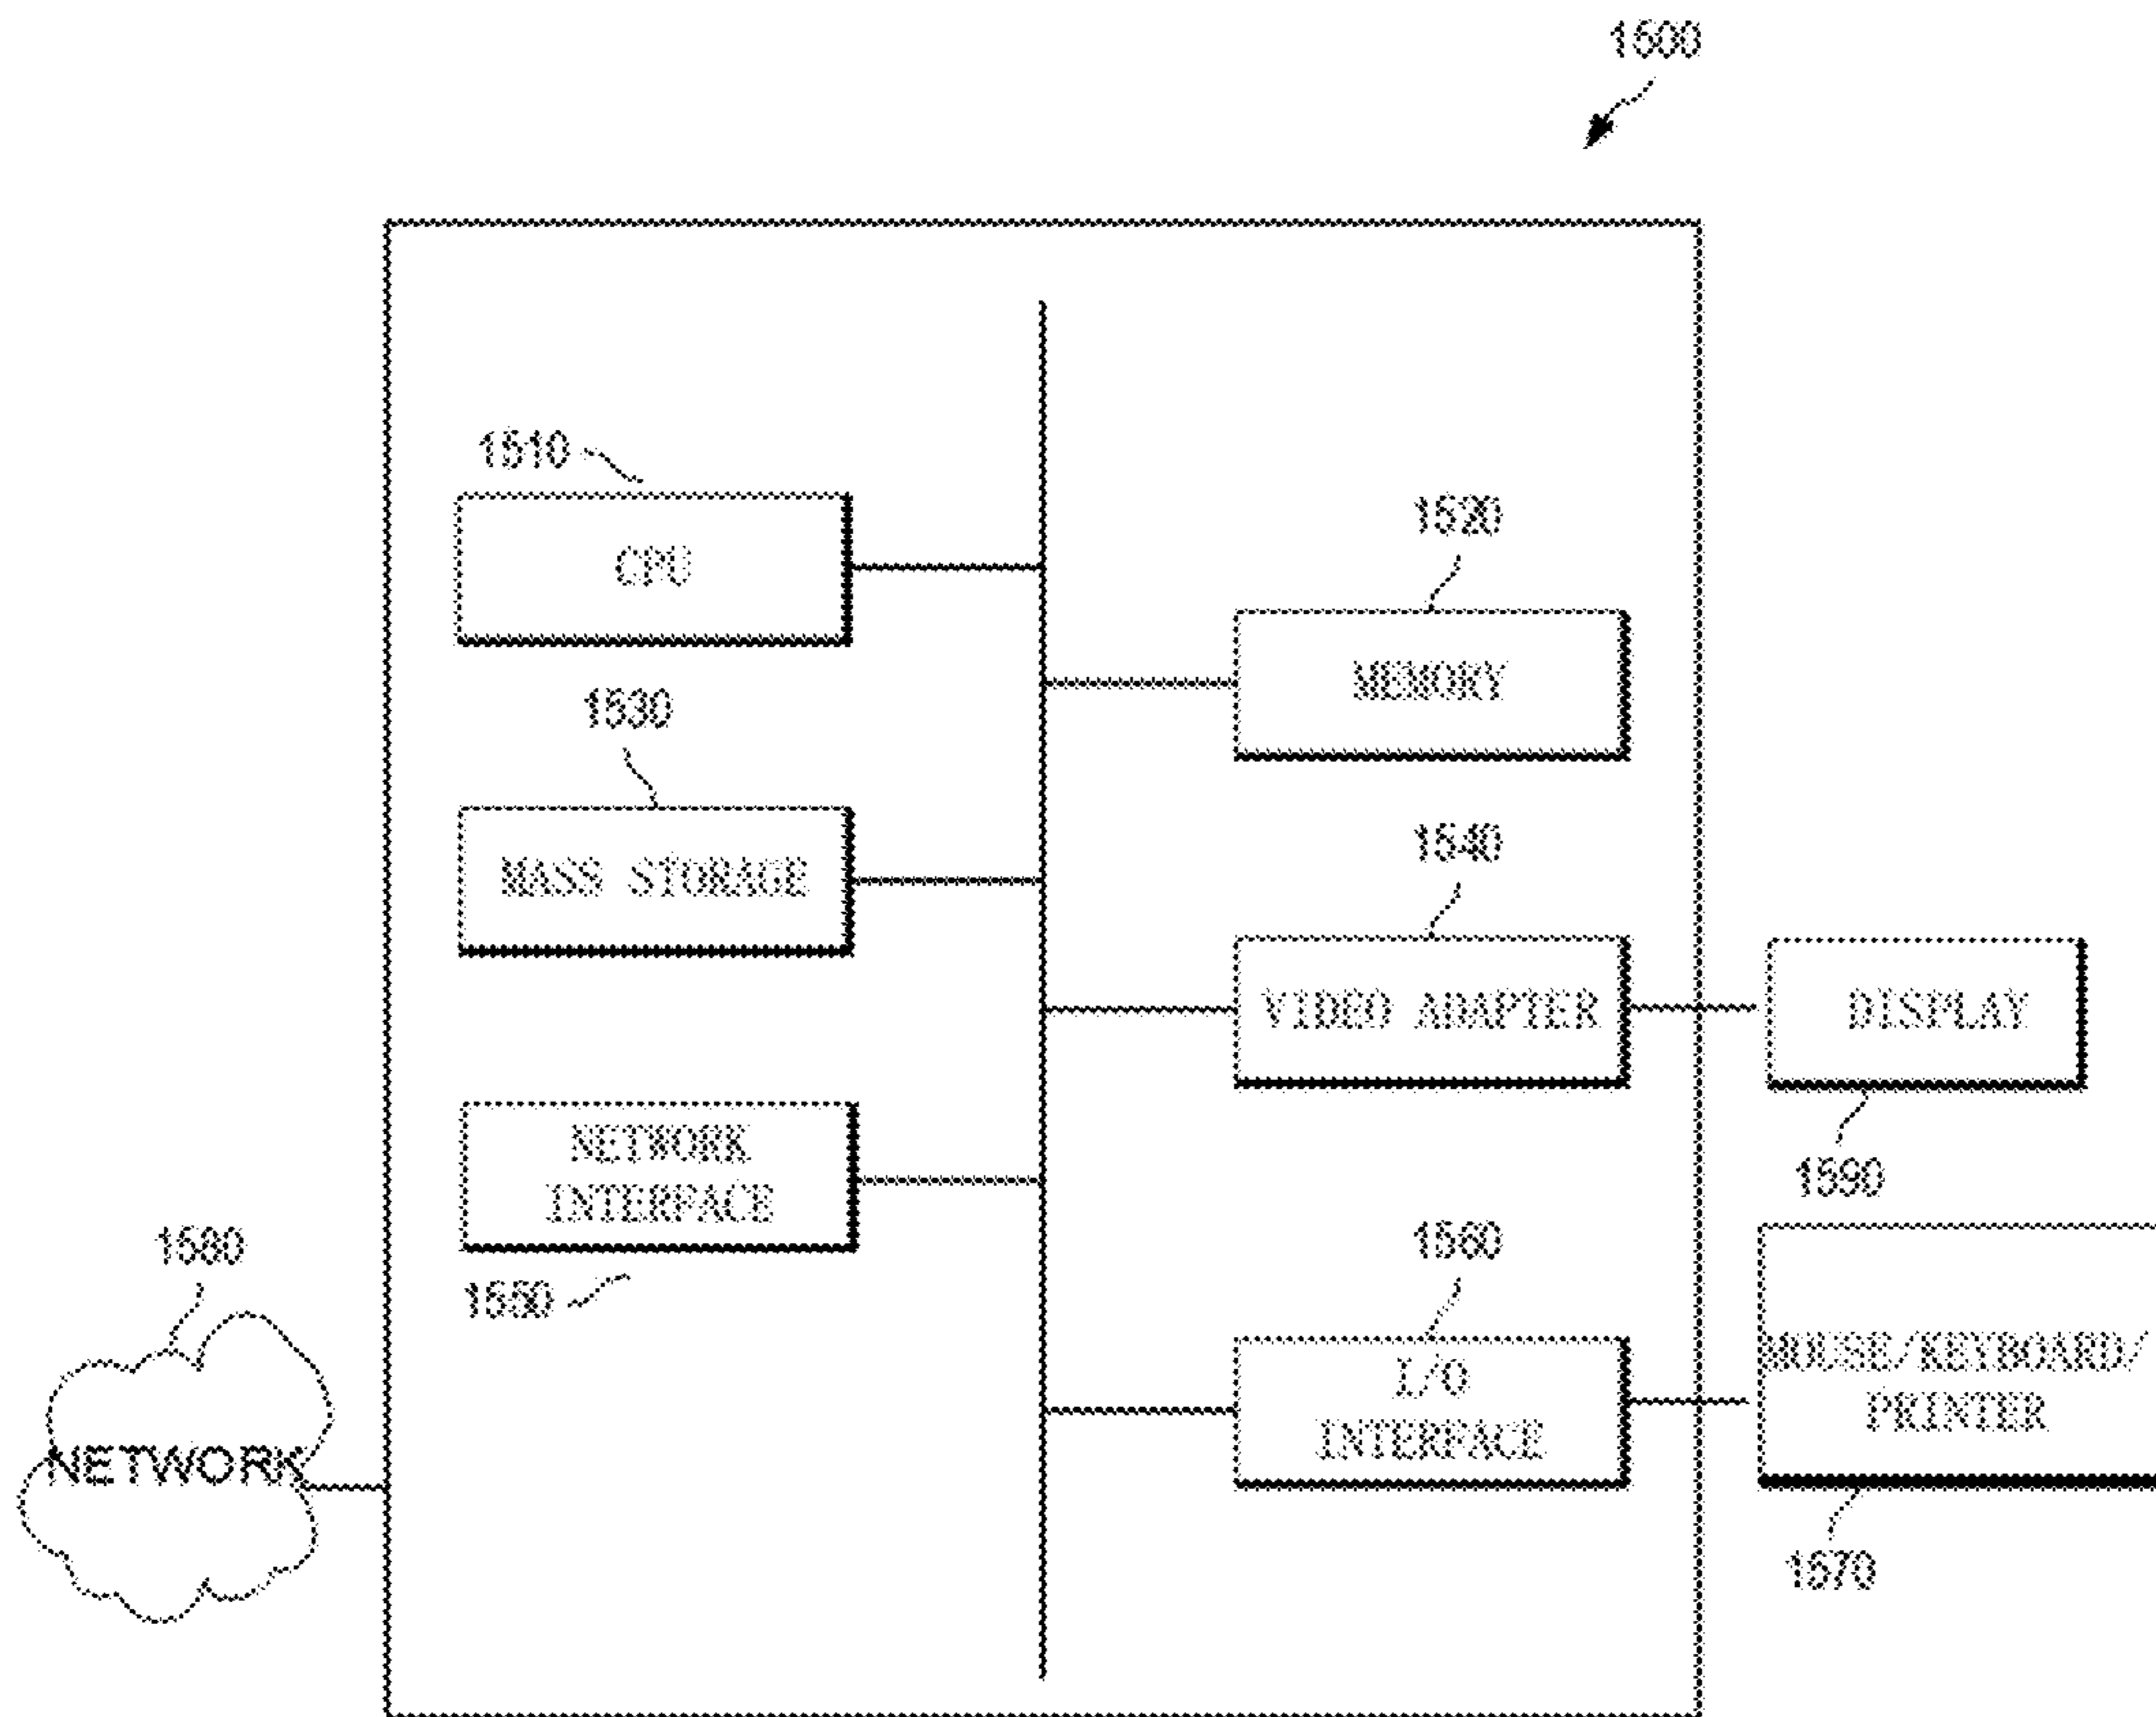 1600
1510
CPU
1520
MEMORY
1530
MASS STORAGE
1540
VIDEO ADAPTER
DISPLAY
1590
NETWORK
INTERFACE
1550
1580
NETWORK
1560
I/O
INTERFACE
MOUSE/KEYBOARD/
PRINTER
1570